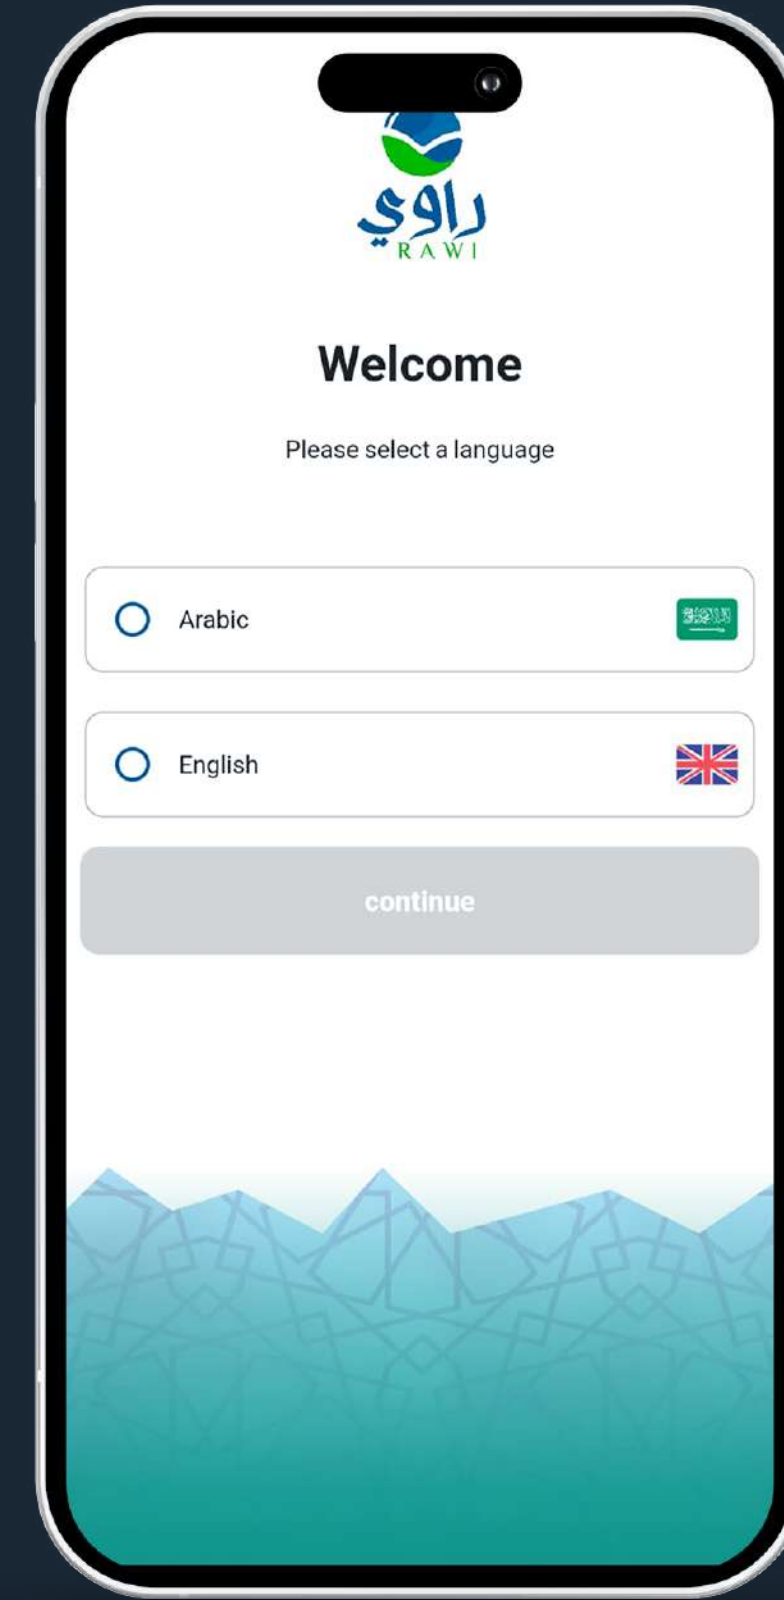 راوي
RAWI
Welcome
Please select a language
Arabic
English
continue